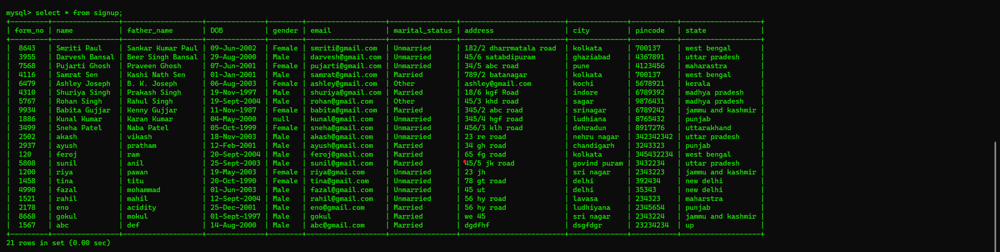 mysql> select * from signup;
+---------+----------------+--------------------+--------------+--------+-------------------+----------------+-------------------------+--------------+-----------+-------------------+
| form_no | name           | father_name        | DOB          | gender | email             | marital_status | address                 | city         | pincode   | state             |
+---------+----------------+--------------------+--------------+--------+-------------------+----------------+-------------------------+--------------+-----------+-------------------+
| 8643 | Smriti Paul | Sankar Kumar Paul | 09-Jun-2002 | Female | smriti@gmail.com | Unmarried | 182/2 dharrmatala road | kolkata | 700137 | west bengal |
| 3955 | Darvesh Bansal | Beer Singh Bansal | 29-Aug-2000 | Male | darvesh@gmail.com | Unmarried | 45/6 satabdipuram | ghaziabad | 4367891 | uttar pradesh |
| 7568 | Pujarti Ghosh | Praveen Ghosh | 07-Jun-2001 | Female | pujarti@gmail.com | Unmarried | 34/5 abc road | pune | 4123456 | maharastra |
| 4116 | Samrat Sen | Kashi Nath Sen | 01-Jan-2001 | Male | samrat@gmail.com | Married | 789/2 batanagar | kolkata | 700137 | west bengal |
| 6479 | Ashley Joseph | B. K. Joseph | 06-Aug-2003 | Female | ashley@gmail.com | Other | ashley@gmail.com | kochi | 5678921 | kerala |
| 4310 | Shuriya Singh | Prakash Singh | 19-Nov-1997 | Male | shuriya@gmail.com | Married | 18/6 kgf Road | indore | 6789392 | madhya pradesh |
| 5767 | Rohan Singh | Rahul Singh | 19-Sept-2004 | Male | rohan@gmail.com | Other | 45/3 khd road | sagar | 9876431 | madhya pradesh |
| 9934 | Babita Gujjar | Kenny Gujjar | 11-Nov-1987 | Female | babita@gmail.com | Married | 345/2 abc road | srinagar | 6789242 | jammu and kashmir |
| 1886 | Kunal Kumar | Karan Kumar | 04-May-2000 | null | kunal@gmail.com | Unmarried | 345/4 hgf road | ludhiana | 8765432 | punjab |
| 3499 | Sneha Patel | Naba Patel | 05-Oct-1999 | Female | sneha@gmail.com | Unmarried | 456/3 klh road | dehradun | 8917276 | uttarakhand |
| 2502 | akash | vikash | 18-Nov-2003 | Male | akash@gmail.com | Unmarried | 23 re road | nehru nagar | 342342342 | uttar pradesh |
| 2937 | ayush | pratham | 12-Feb-2001 | Male | ayush@gmail.com | Married | 34 gh road | chandigarh | 3243323 | punjab |
| 120 | feroj | ram | 20-Sept-2004 | Male | feroj@gmail.com | Married | 65 fg road | kolkata | 345432234 | west bengal |
| 5808 | sunil | anil | 25-Sept-2003 | Male | sunil@gmail.com | Married | 45/5 jk road | govind puram | 3432234 | uttar pradesh |
| 1200 | riya | pawan | 19-May-2003 | Female | riya@gmai.com | Unmarried | 23 jh | sri nagar | 2343223 | jammu and kashmir |
| 1458 | tina | titu | 20-Oct-1990 | Female | tina@gmail.com | Unmarried | 78 gt road | delhi | 392434 | new delhi |
| 4990 | fazal | mohammad | 01-Jun-2003 | Male | fazal@gmail.com | Unmarried | 45 ut | delhi | 35343 | new delhi |
| 1521 | rahil | mahil | 12-Sept-2004 | Male | rahil@gmail.com | Unmarried | 56 hy road | lavasa | 234323 | maharstra |
| 2178 | eno | acidity | 25-Dec-2001 | Male | eno@gmail.com | Married | 56 hy road | ludhiyana | 2345654 | punjab |
| 8668 | gokul | mokul | 01-Sept-1997 | Male | gokul | Married | we 45 | sri nagar | 2343224 | jammu and kashmir |
| 1567 | abc | def | 14-Aug-2000 | Male | abc@gmail.com | Married | dgdfhf | dsgfdgr | 23234234 | up |
+---------+----------------+--------------------+--------------+--------+-------------------+----------------+-------------------------+--------------+-----------+-------------------+
21 rows in set (0.00 sec)